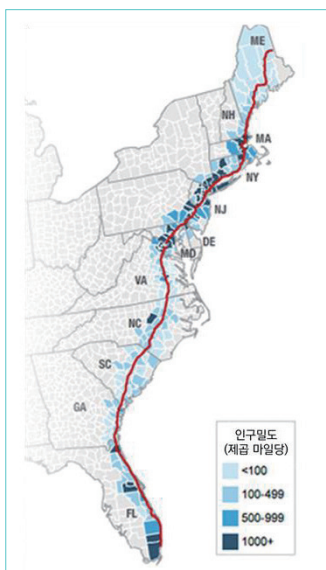 ME
NH
MA
NY
NJ
DE
MD
VA
NC
SC
GA
FL
인구밀도
(제곱 마일당)
<100
100-499
500-999
1000+